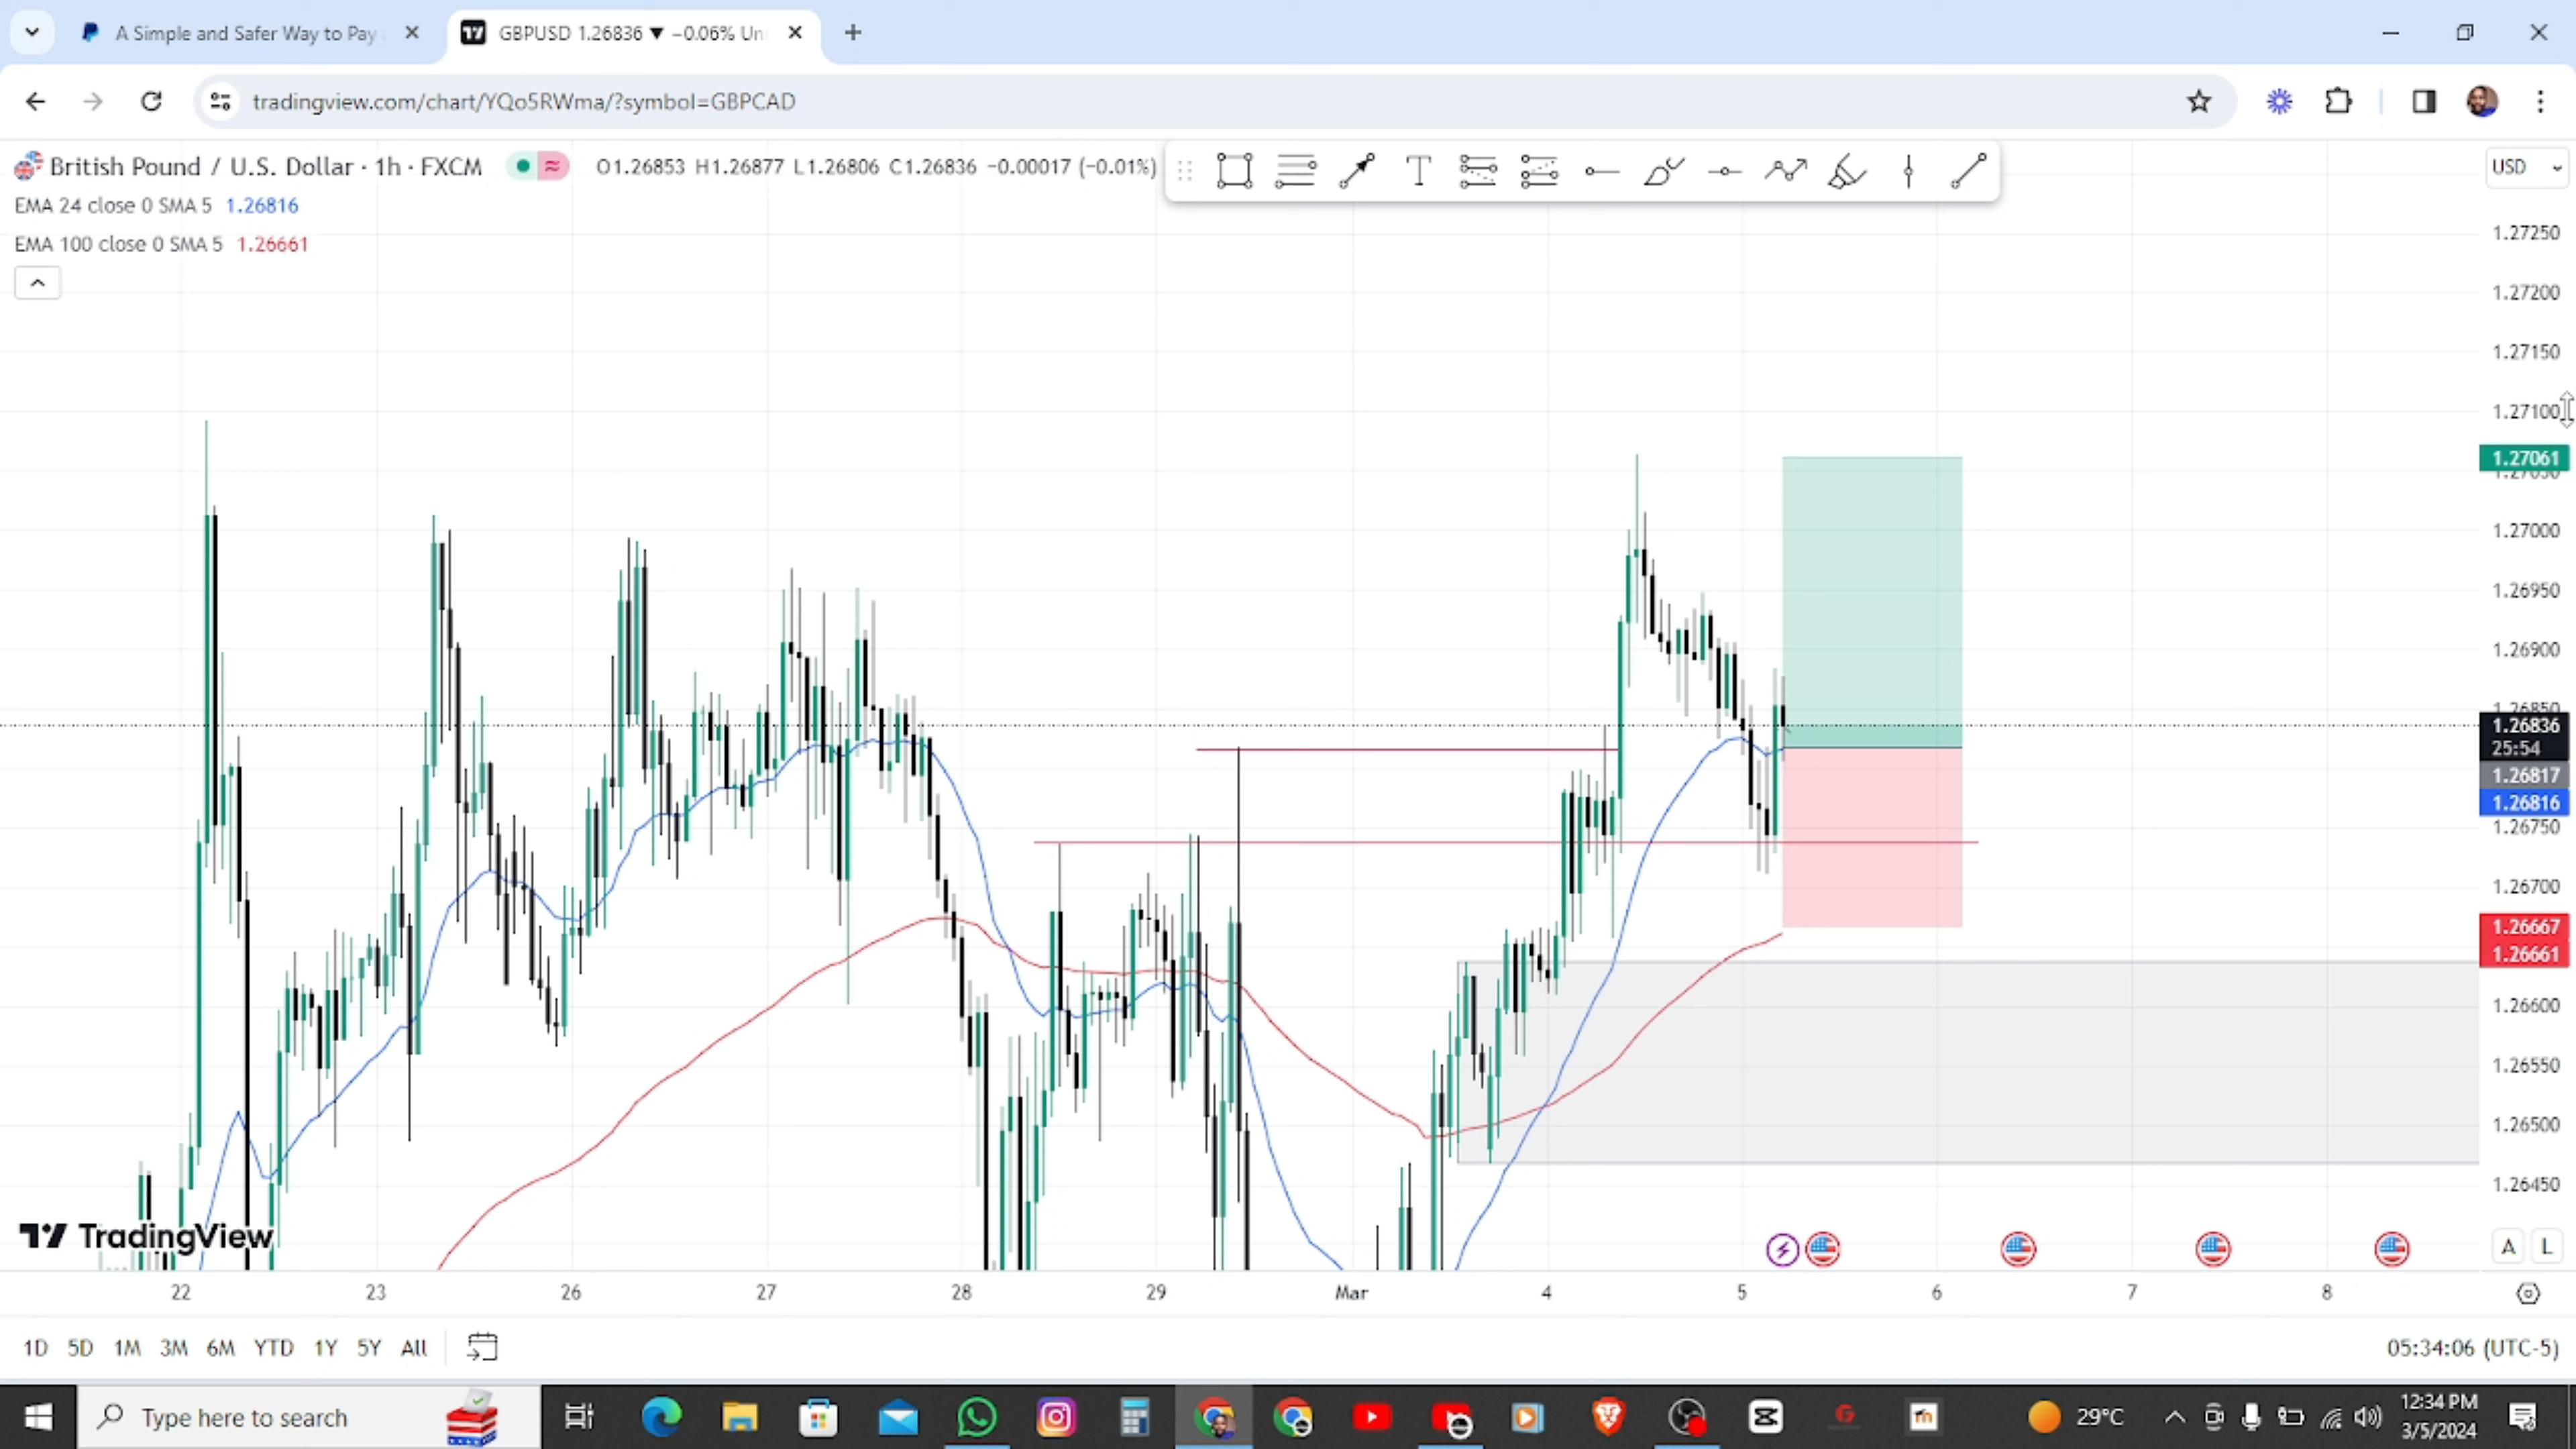 A Simple and Safer Way to Pay
GBPUSD 1.26836 ▼ −0.06% Un
tradingview.com/chart/YQo5RWma/?symbol=GBPCAD
British Pound / U.S. Dollar · 1h · FXCM
O1.26853 H1.26877 L1.26806 C1.26836 −0.00017 (−0.01%)
USD
EMA 24 close 0 SMA 5 1.26816
EMA 100 close 0 SMA 5 1.26661
1.27250
1.27200
1.27150
1.27100
1.27061
1.27000
1.26950
1.26900
1.26850
1.26836
25:54
1.26817
1.26816
1.26750
1.26700
1.26667
1.26661
1.26600
1.26550
1.26500
1.26450
TradingView
A L
22 23 26 27 28 29 Mar 4 5 6 7 8
1D 5D 1M 3M 6M YTD 1Y 5Y All
05:34:06 (UTC-5)
Type here to search
29°C
12:34 PM
3/5/2024